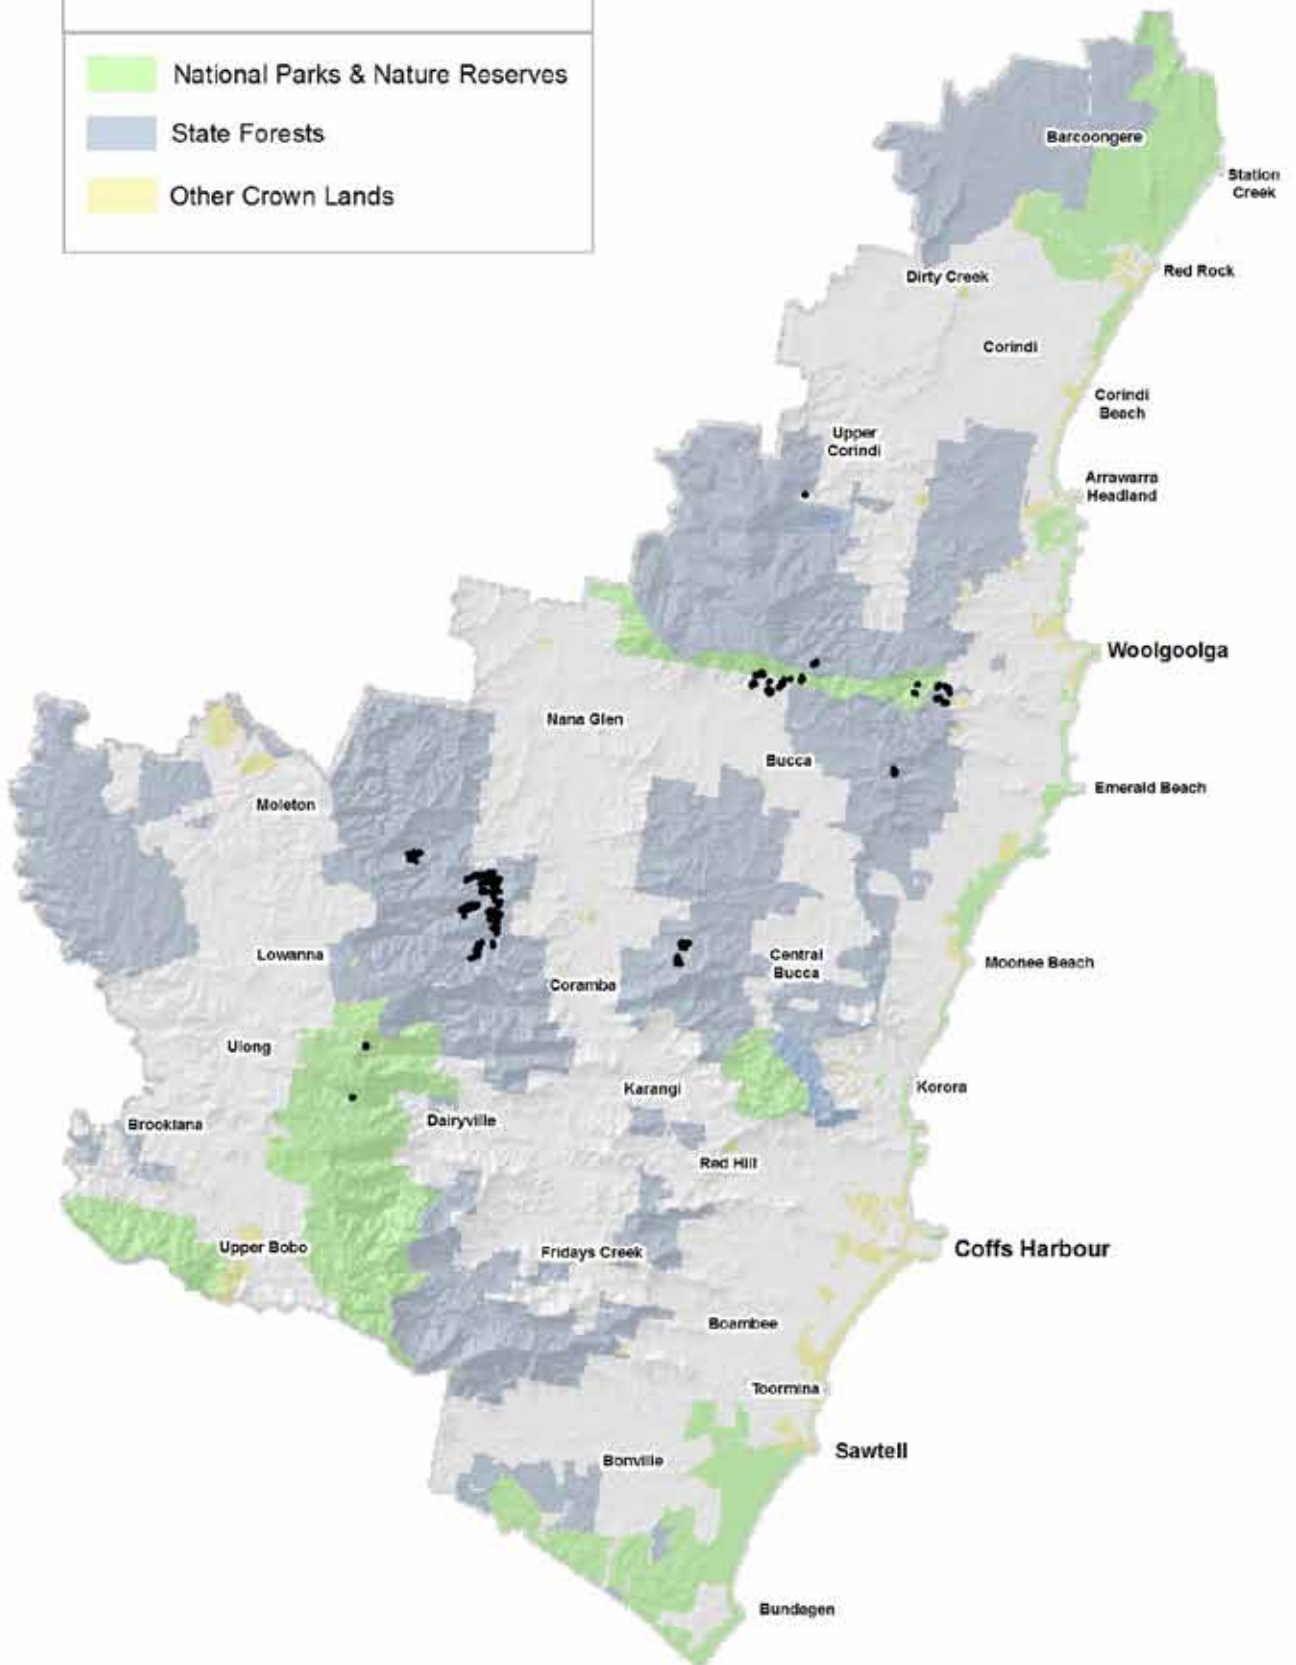 National Parks & Nature Reserves
State Forests
Other Crown Lands
Barcoongere
Station
Creek
Red Rock
Dirty Creek
Corindi
Corindi
Beach
Upper
Corindi
Arrawarra
Headland
Woolgoolga
Nana Glen
Bucca
Emerald Beach
Moleton
Lowanna
Central
Bucca
Moonee Beach
Coramba
Ulong
Karangi
Korora
Brooklana
Dairyville
Red Hill
Upper Bobo
Fridays Creek
Coffs Harbour
Boambee
Toormina
Sawtell
Bonville
Bundagen